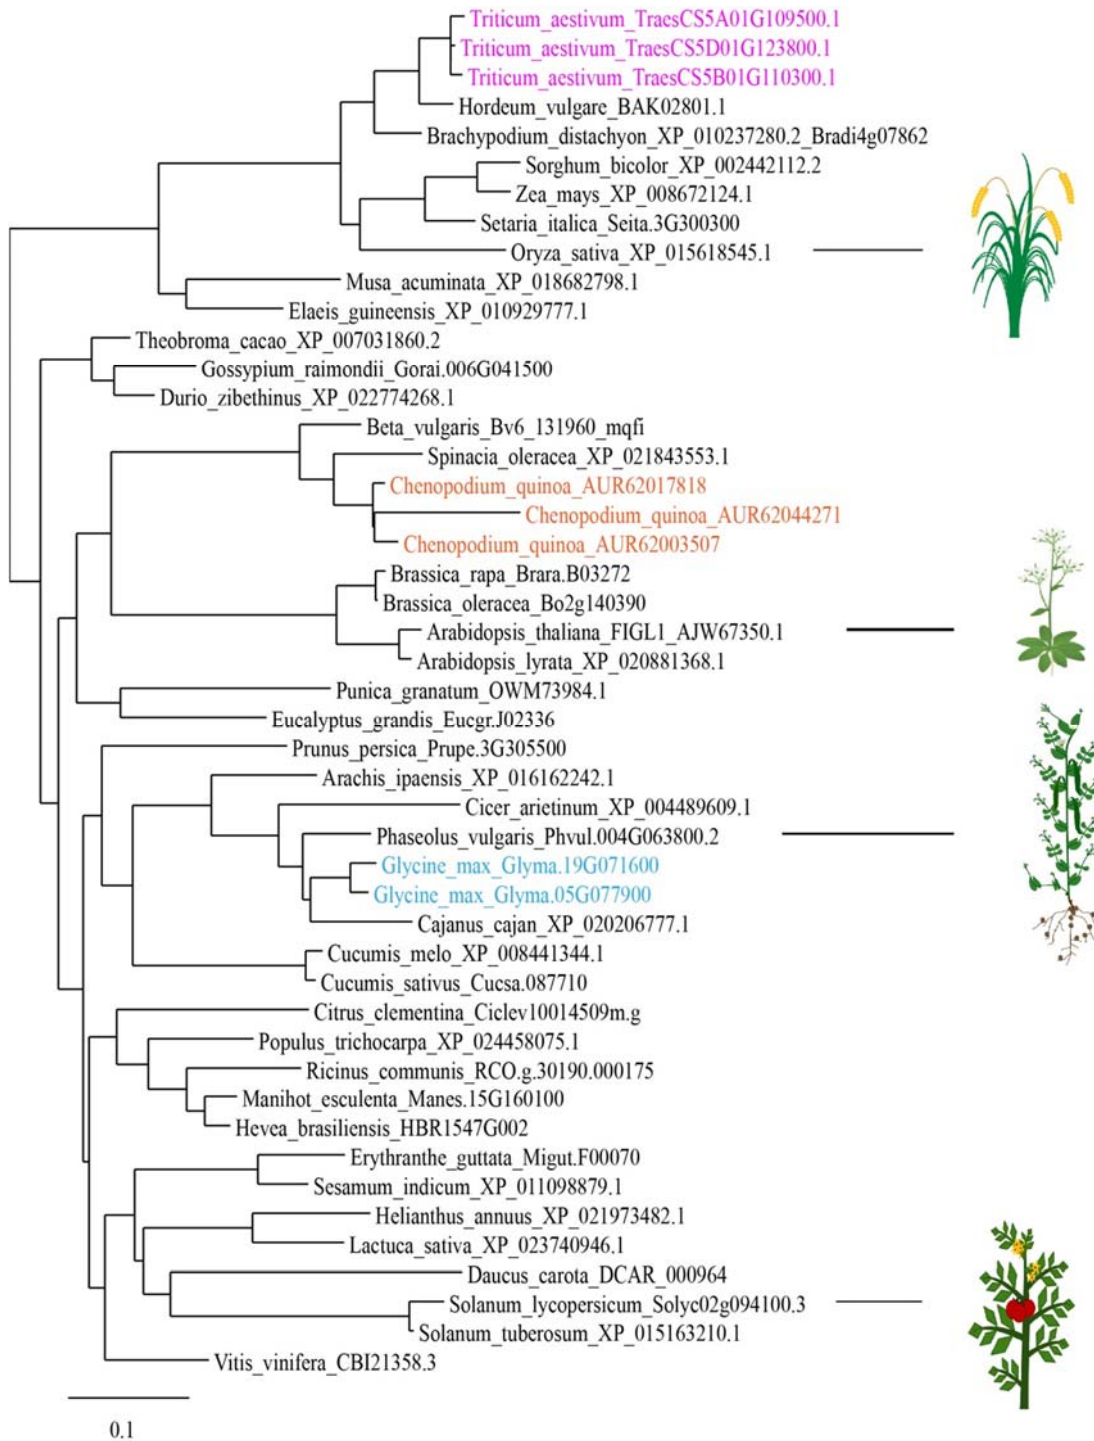 Triticum_aestivum_TraesCS5A01G109500.1
Triticum_aestivum_TraesCS5D01G123800.1
Triticum_aestivum_TraesCS5B01G110300.1
Hordeum_vulgare_BAK02801.1
Brachypodium_distachyon_XP_010237280.2_Bradi4g07862
Sorghum_bicolor_XP_002442112.2
Zea_mays_XP_008672124.1
Setaria_italica_Seita.3G300300
Oryza_sativa_XP_015618545.1
Musa_acuminata_XP_018682798.1
Elaeis_guineensis_XP_010929777.1
Theobroma_cacao_XP_007031860.2
Gossypium_raimondii_Gorai.006G041500
Durio_zibethinus_XP_022774268.1
Beta_vulgaris_Bv6_131960_mqfi
Spinacia_oleracea_XP_021843553.1
Chenopodium_quinoa_AUR62017818
Chenopodium_quinoa_AUR62044271
Chenopodium_quinoa_AUR62003507
Brassica_rapa_Brara.B03272
Brassica_oleracea_Bo2g140390
Arabidopsis_thaliana_FIGL1_AJW67350.1
Arabidopsis_lyrata_XP_020881368.1
Punica_granatum_OWM73984.1
Eucalyptus_grandis_Eucgr.J02336
Prunus_persica_Prupe.3G305500
Arachis_ipaensis_XP_016162242.1
Cicer_arietinum_XP_004489609.1
Phaseolus_vulgaris_Phvul.004G063800.2
Glycine_max_Glyma.19G071600
Glycine_max_Glyma.05G077900
Cajanus_cajan_XP_020206777.1
Cucumis_melo_XP_008441344.1
Cucumis_sativus_Cucsa.087710
Citrus_clementina_Ciclev10014509m.g
Populus_trichocarpa_XP_024458075.1
Ricinus_communis_RCO.g.30190.000175
Manihot_esculenta_Manes.15G160100
Hevea_brasiliensis_HBR1547G002
Erythranthe_guttata_Migut.F00070
Sesamum_indicum_XP_011098879.1
Helianthus_annuus_XP_021973482.1
Lactuca_sativa_XP_023740946.1
Daucus_carota_DCAR_000964
Solanum_lycopersicum_Solyc02g094100.3
Solanum_tuberosum_XP_015163210.1
Vitis_vinifera_CBI21358.3
0.1